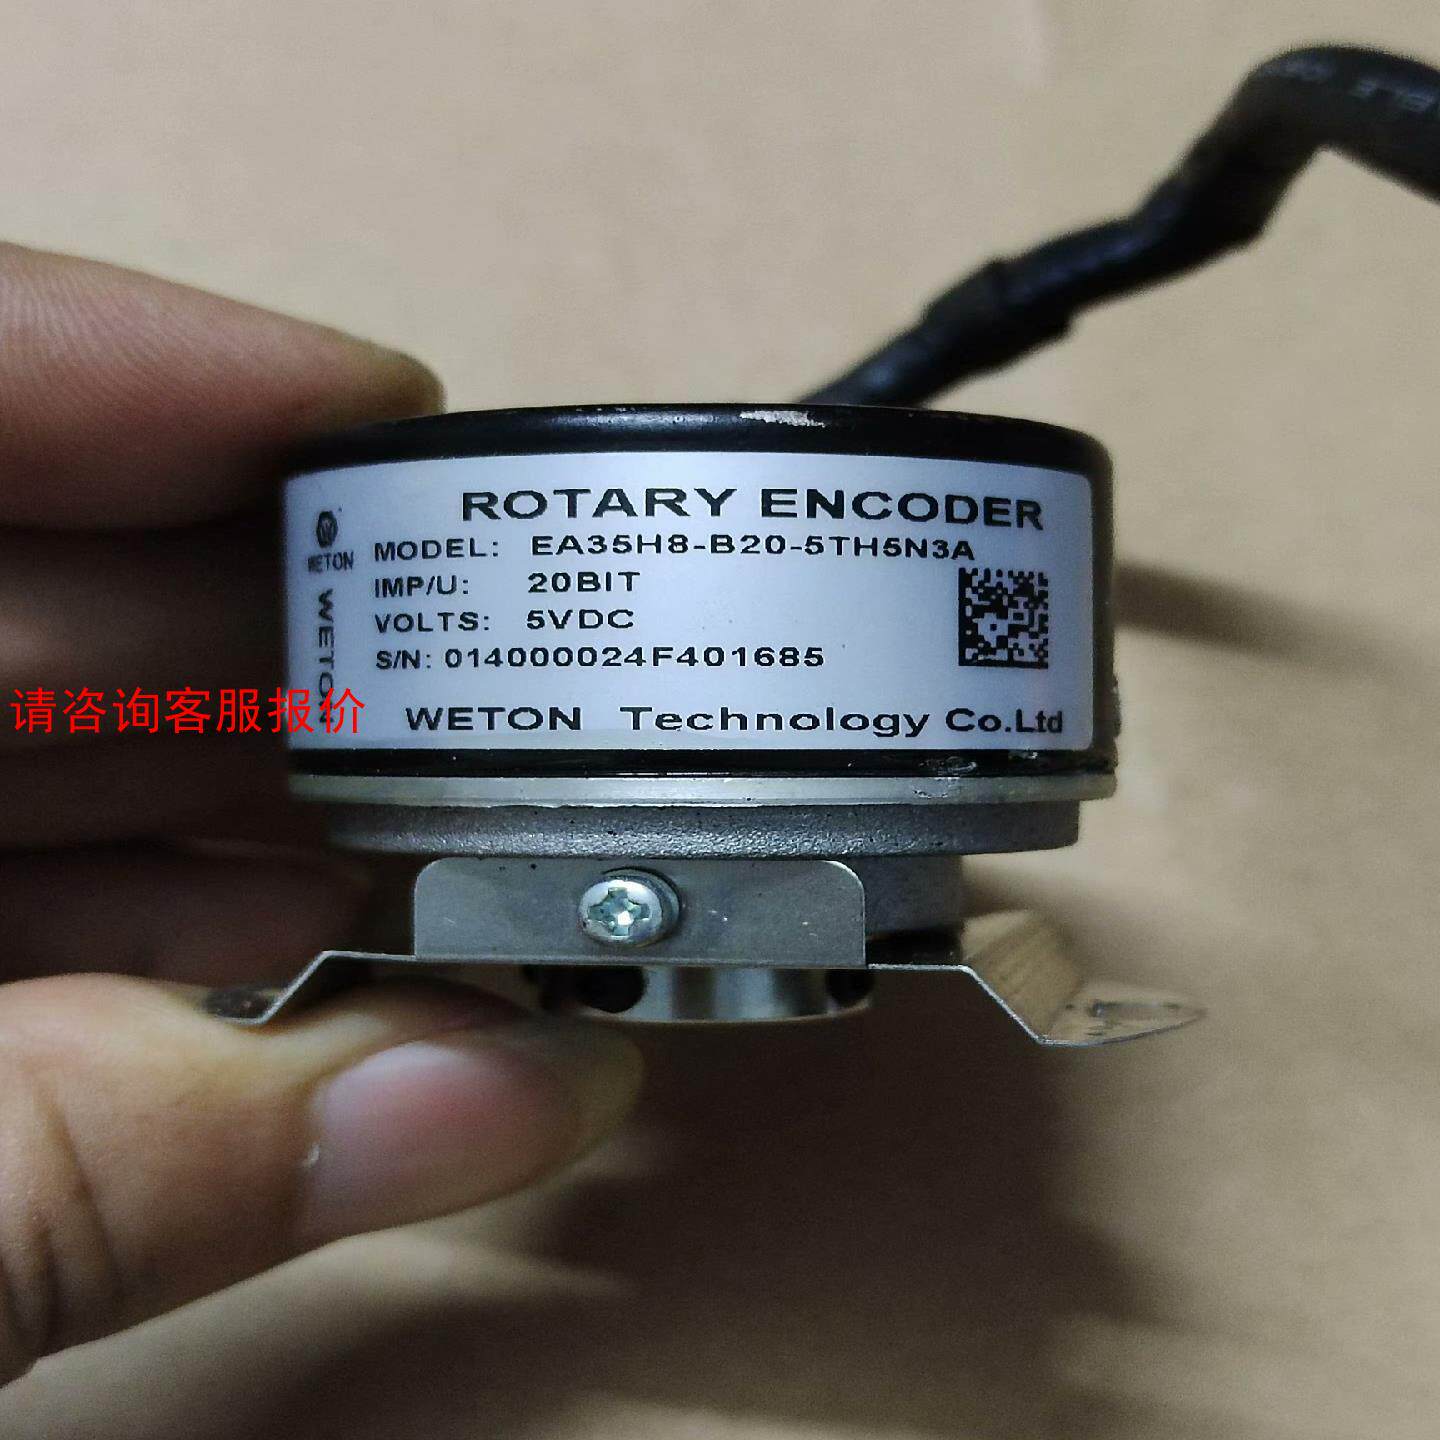 ROTARY ENCODER
WETON
WETON
MODEL: EA35H8-B20-5TH5N3A
IMP/U: 20BIT
VOLTS: 5VDC
S/N: 014000024F401685
WETON Technology Co.Ltd
请咨询客服报价